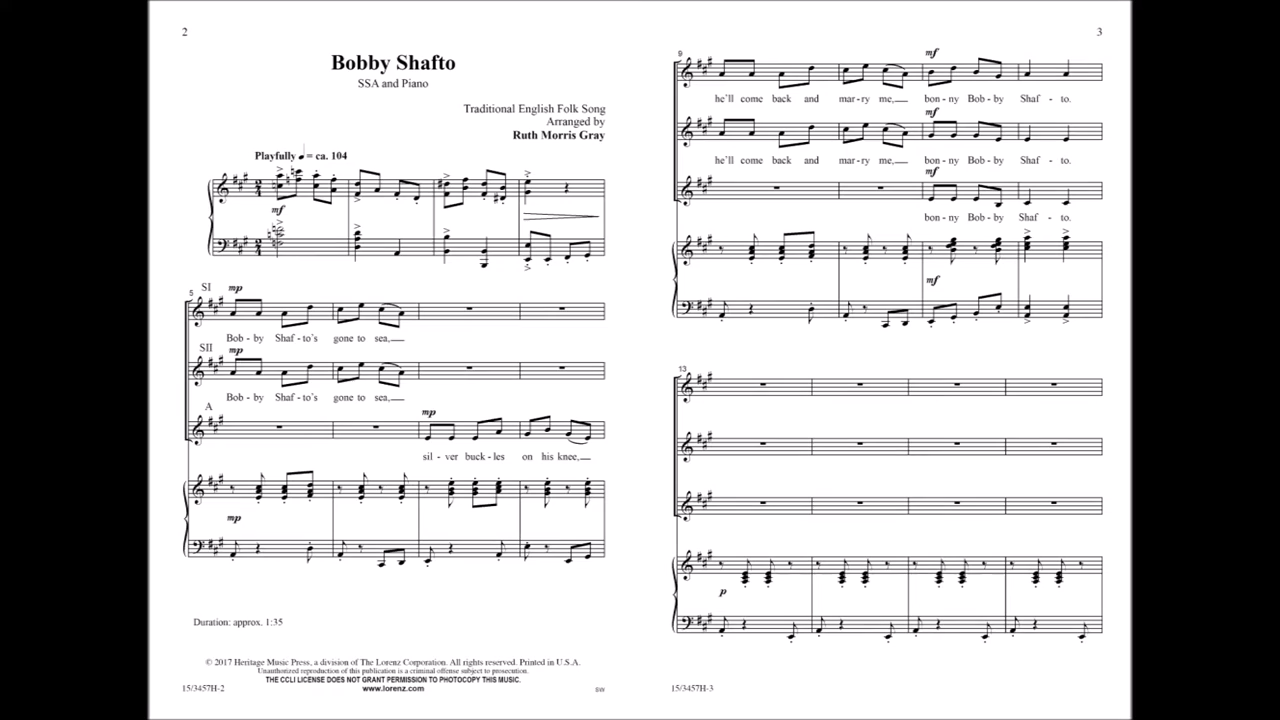 2
Bobby Shafto
SSA and Piano
Traditional English Folk Song
Arranged by
Ruth Morris Gray
Playfully ♩ = ca. 104
mf
5
SI
mp
Bob - by Shaf - to's gone to sea,
SII
mp
Bob - by Shaf - to's gone to sea,
A
mp
sil - ver buck - les on his knee,
mp
Duration: approx. 1:35
© 2017 Heritage Music Press, a division of The Lorenz Corporation. All rights reserved. Printed in U.S.A.
Unauthorized reproduction of this publication is a criminal offense subject to prosecution.
THE CCLI LICENSE DOES NOT GRANT PERMISSION TO PHOTOCOPY THIS MUSIC.
www.lorenz.com
15/3457H-2
SW
3
9
mf
he'll come back and mar - ry me, bon - ny Bob - by Shaf - to.
mf
he'll come back and mar - ry me, bon - ny Bob - by Shaf - to.
mf
bon - ny Bob - by Shaf - to.
mf
13
p
15/3457H-3